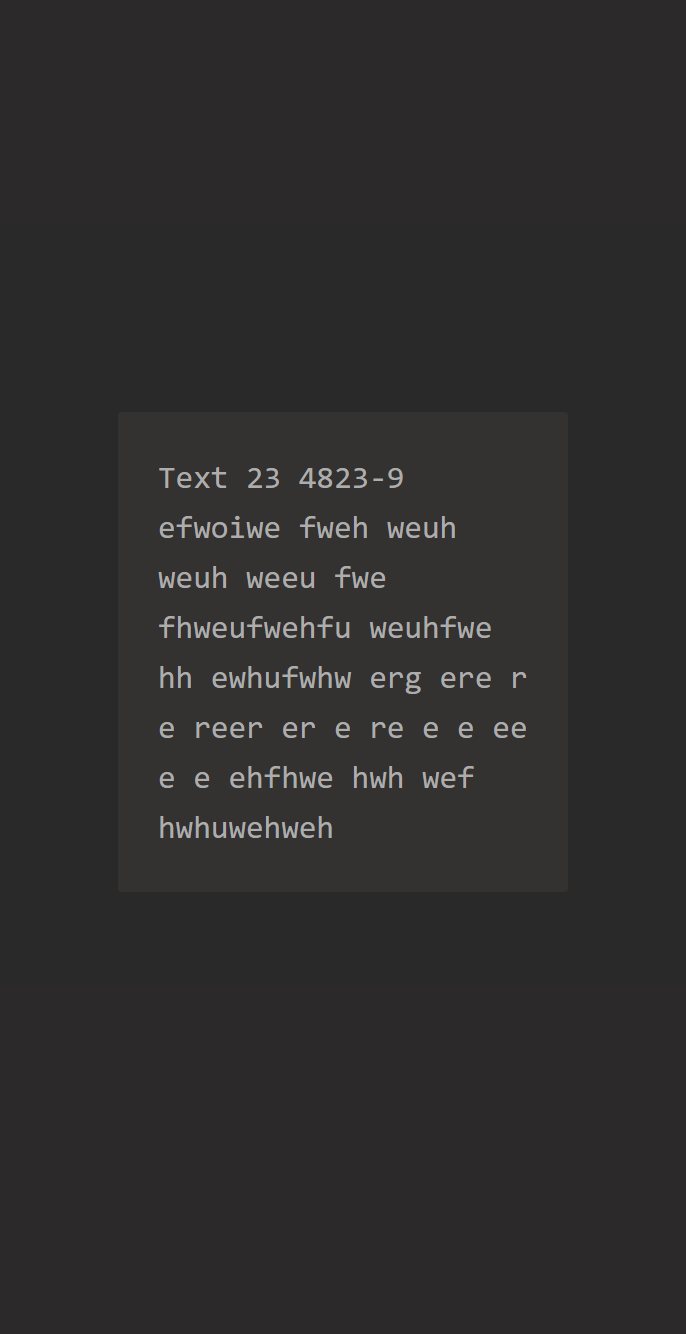 Text 23 4823-9
efwoiwe fweh weuh
weuh weeu fwe
fhweufwehfu weuhfwe
hh ewhufwhw erg ere r
e reer er e re e e ee
e e ehfhwe hwh wef
hwhuwehweh